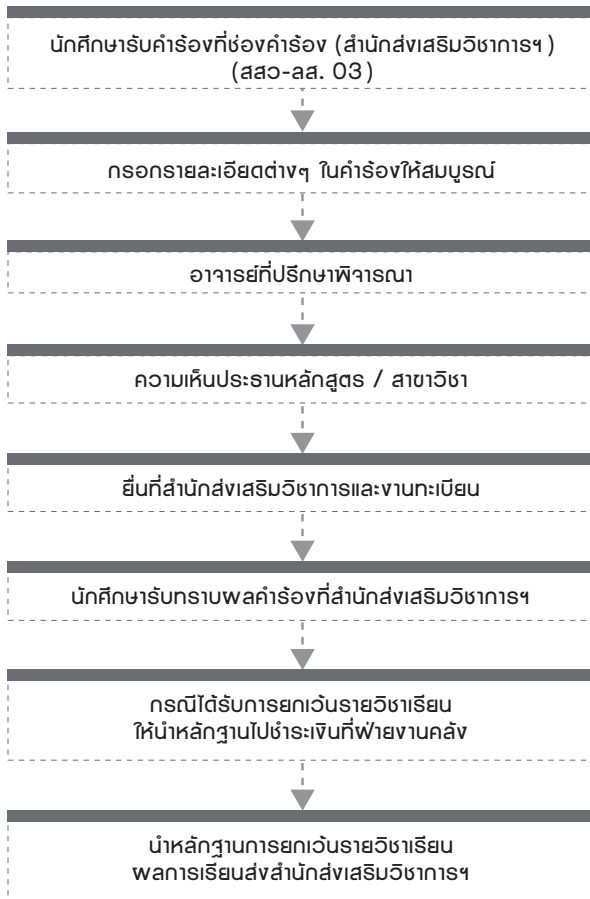 นักศึกษารับคำร้องที่ช่องคำร้อง (สำนักส่งเสริมวิชาการฯ)
(สสว-ลส. 03)
กรอกรายละเอียดต่างๆ ในคำร้องให้สมบูรณ์
อาจารย์ที่ปรึกษาพิจารณา
ความเห็นประธานหลักสูตร / สาขาวิชา
ยื่นที่สำนักส่งเสริมวิชาการและงานทะเบียน
นักศึกษารับทราบผลคำร้องที่สำนักส่งเสริมวิชาการฯ
กรณีได้รับการยกเว้นรายวิชาเรียน
ให้นำหลักฐานไปชำระเงินที่ฝ่ายงานคลัง
นำหลักฐานการยกเว้นรายวิชาเรียน
ผลการเรียนส่งสำนักส่งเสริมวิชาการฯ